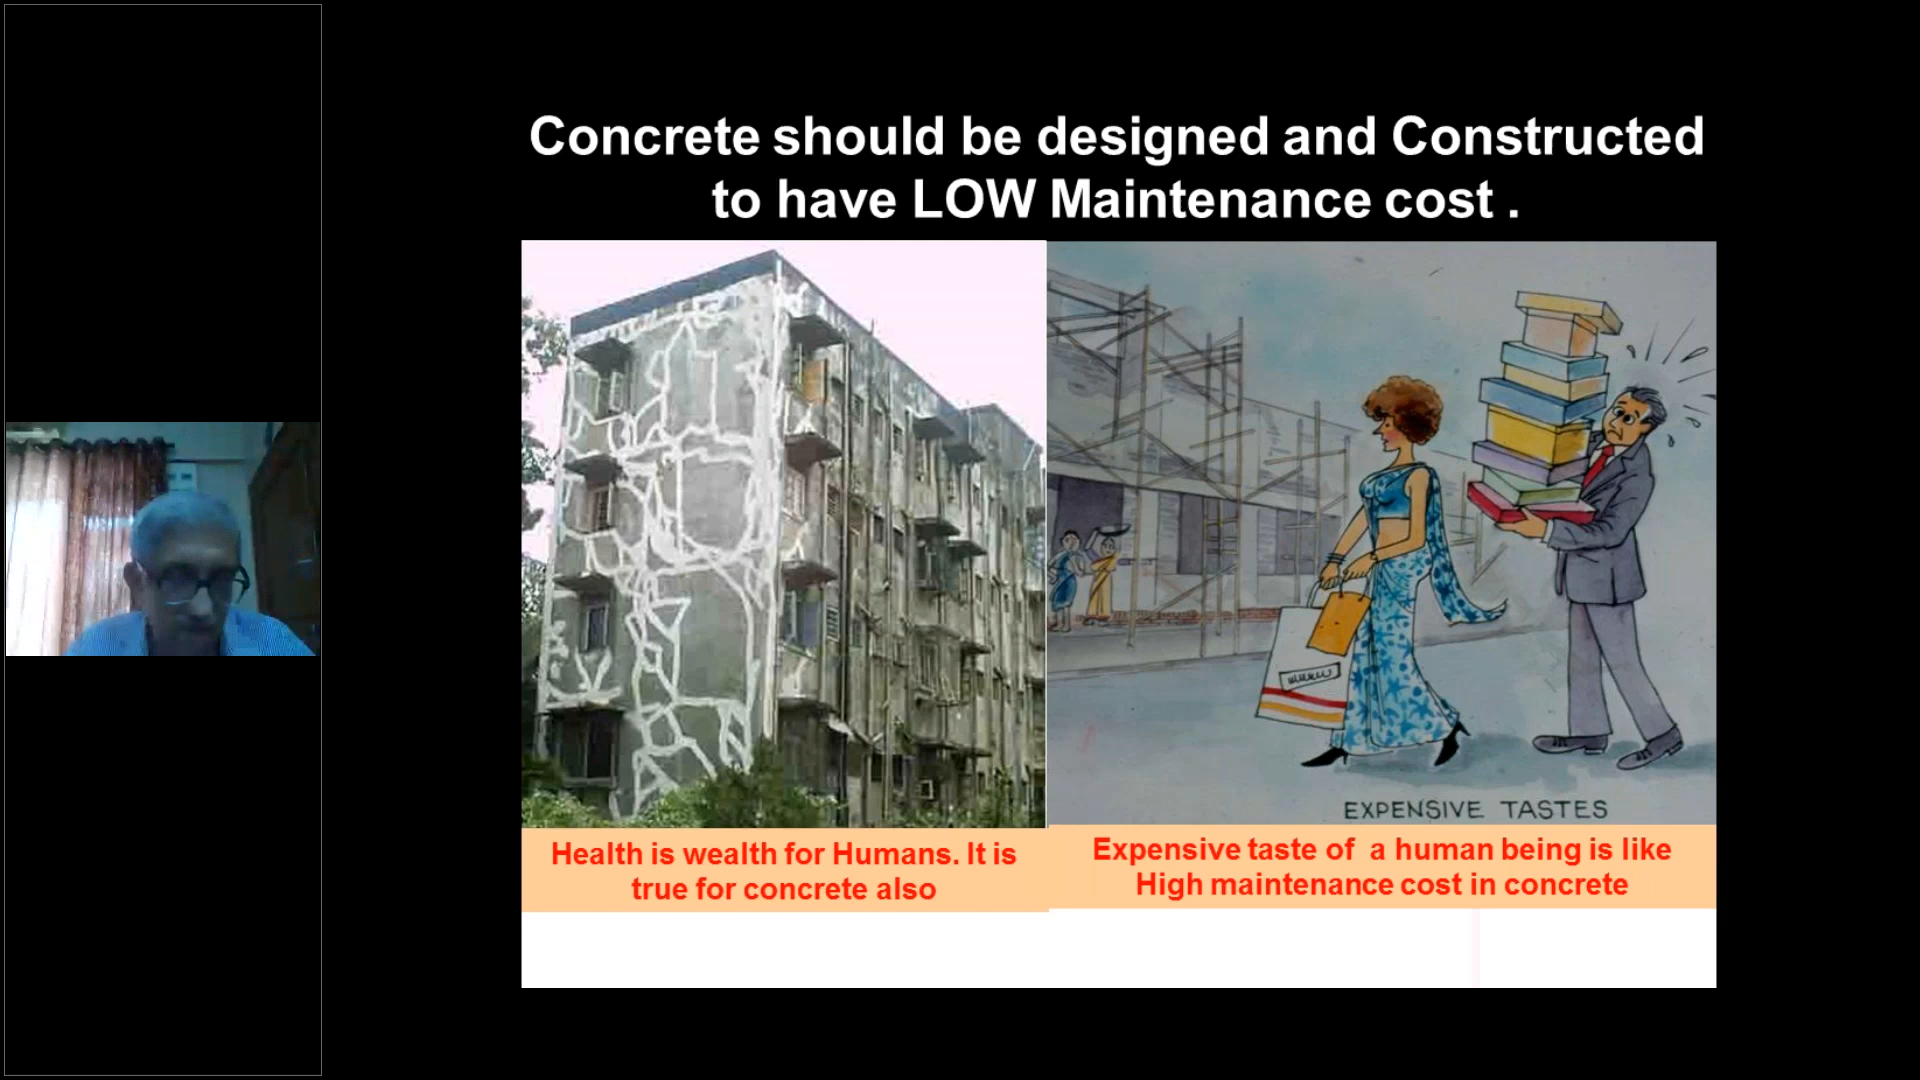 Concrete should be designed and Constructed
to have LOW Maintenance cost .
EXPENSIVE TASTES
Health is wealth for Humans. It is
true for concrete also
Expensive taste of a human being is like
High maintenance cost in concrete